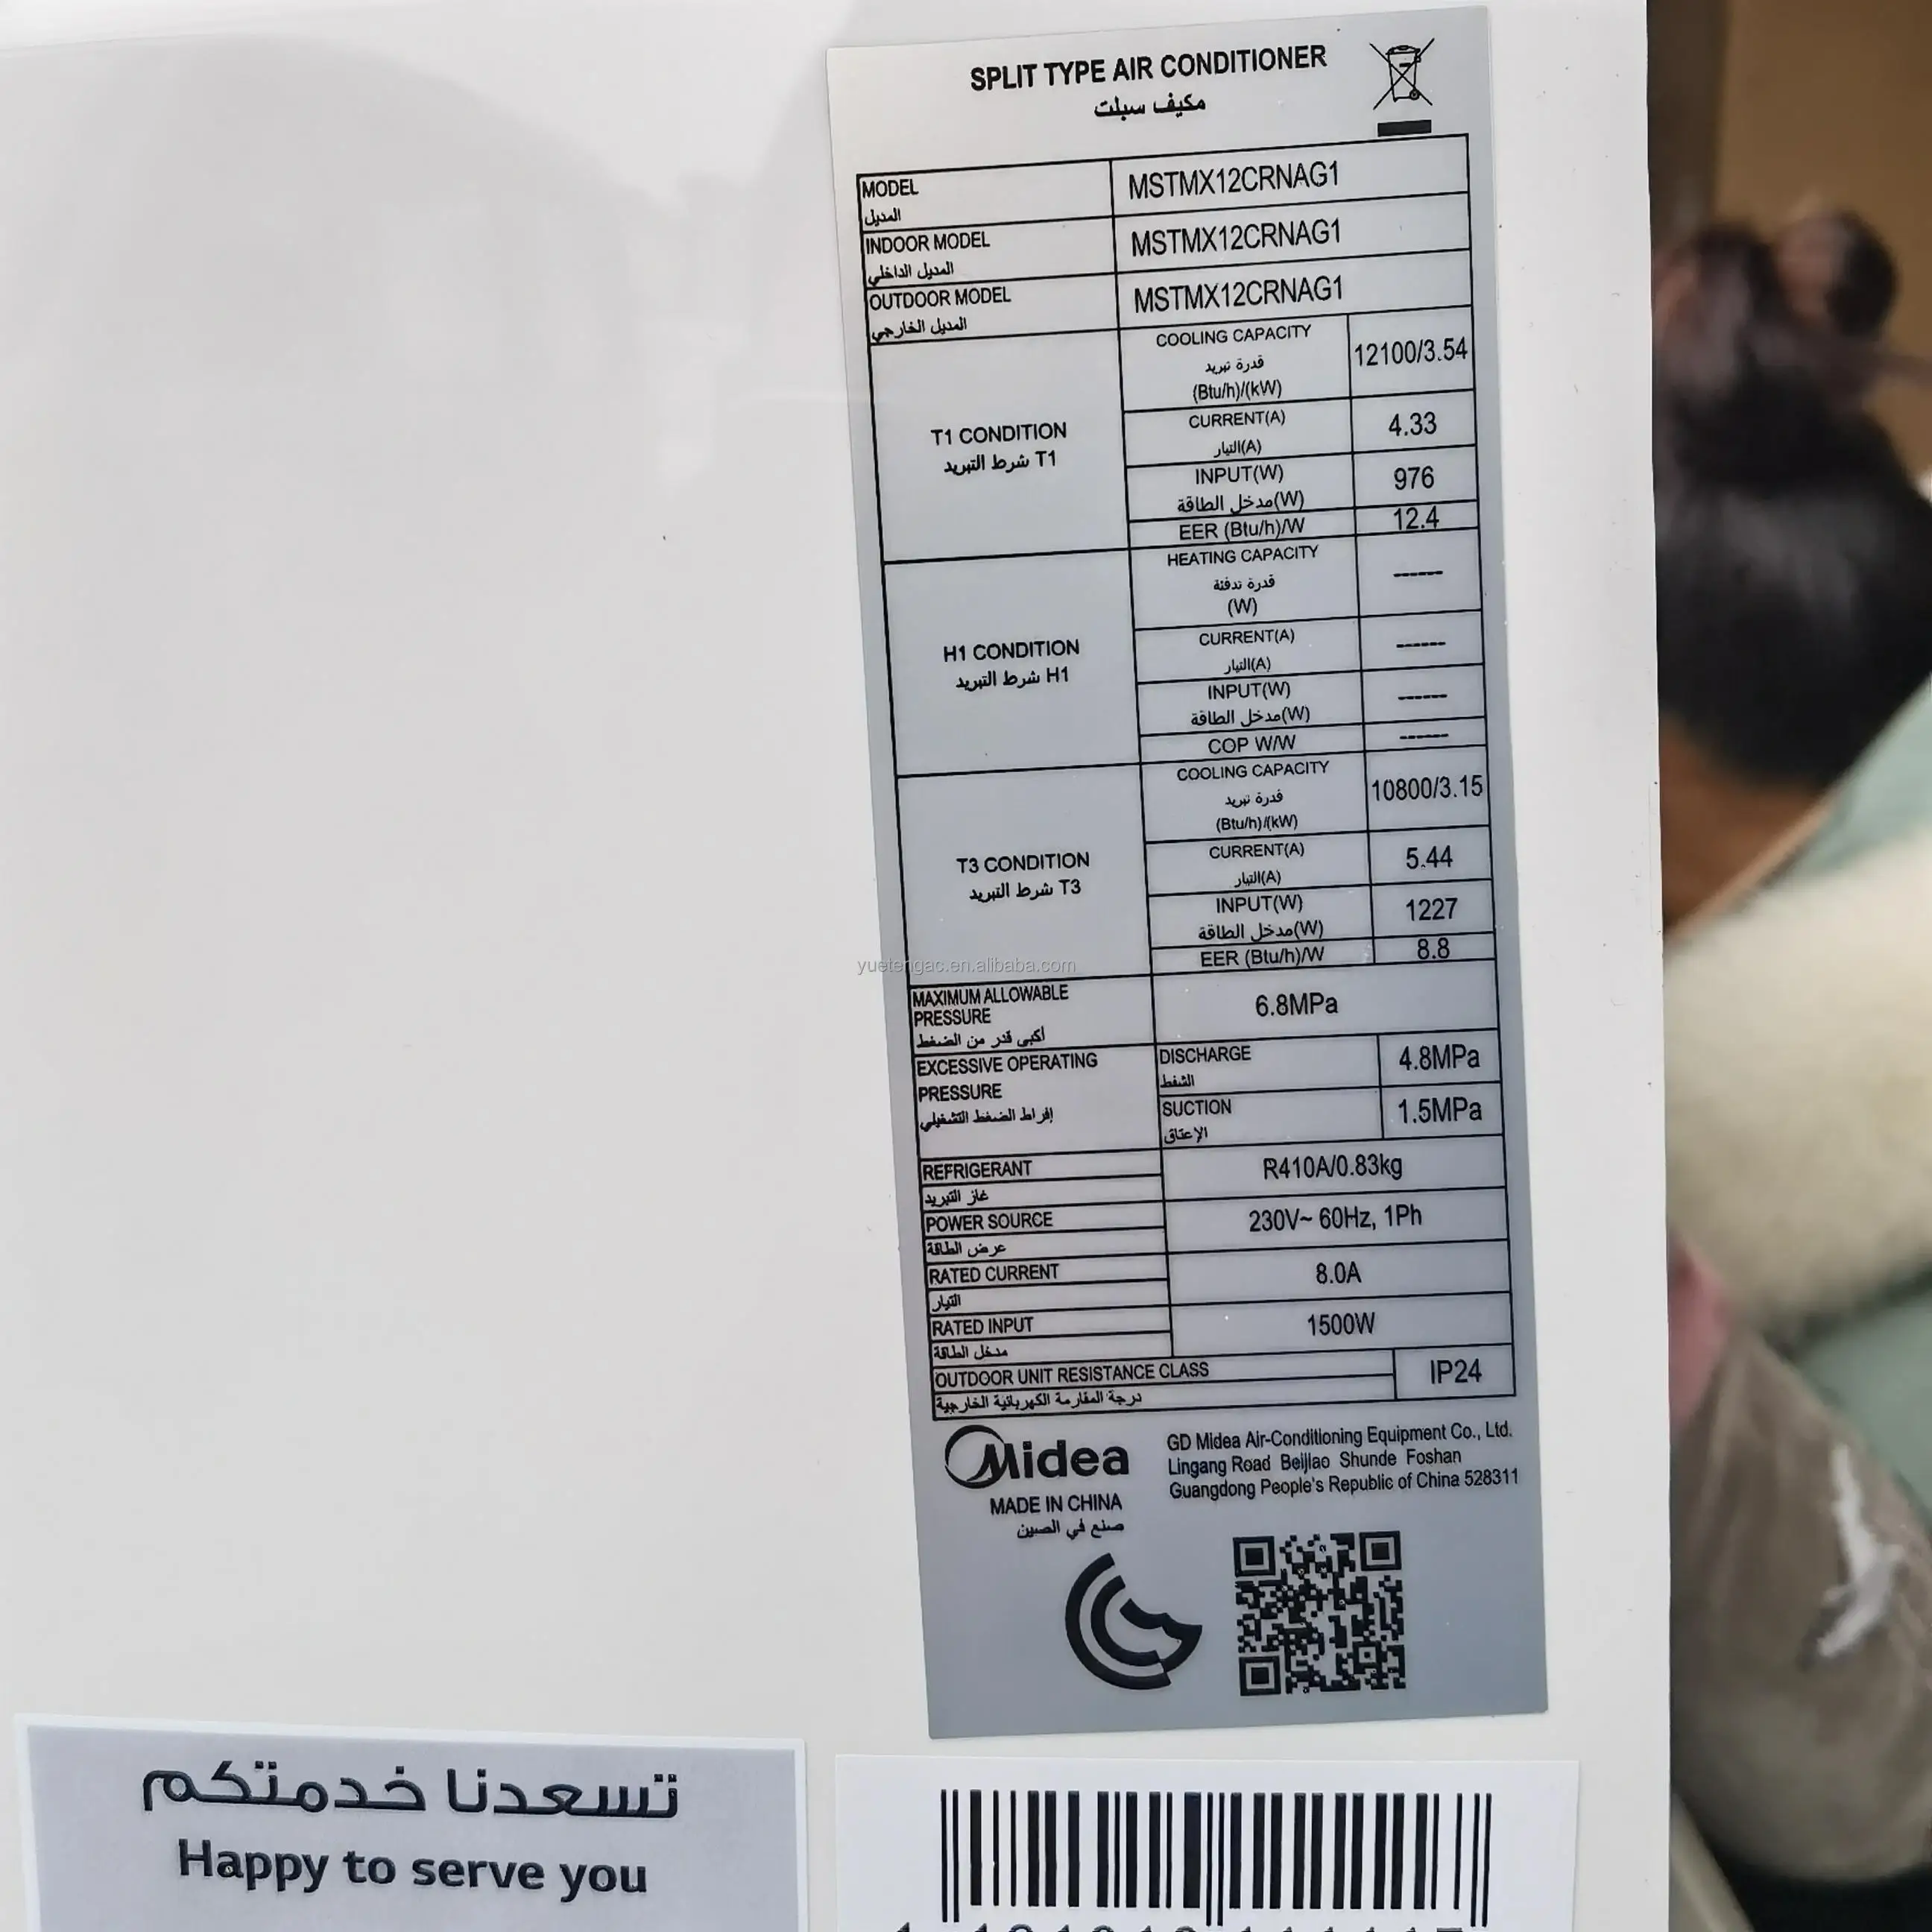 SPLIT TYPE AIR CONDITIONER
مكيف سبلت
MODEL
المديل
MSTMX12CRNAG1
INDOOR MODEL
المديل الداخلي
MSTMX12CRNAG1
OUTDOOR MODEL
المديل الخارجي
MSTMX12CRNAG1
T1 CONDITION
شرط التبريد T1
COOLING CAPACITY
قدرة تبريد
(Btu/h)/(kW)
12100/3.54
CURRENT(A)
التيار(A)
4.33
INPUT(W)
مدخل الطاقة(W)
976
EER (Btu/h)/W
12.4
H1 CONDITION
شرط التبريد H1
HEATING CAPACITY
قدرة تدفئة
(W)
------
CURRENT(A)
التيار(A)
------
INPUT(W)
مدخل الطاقة(W)
------
COP W/W
------
T3 CONDITION
شرط التبريد T3
COOLING CAPACITY
قدرة تبريد
(Btu/h)/(kW)
10800/3.15
CURRENT(A)
التيار(A)
5.44
INPUT(W)
مدخل الطاقة(W)
1227
EER (Btu/h)/W
8.8
yuetengac.en.alibaba.com
MAXIMUM ALLOWABLE
PRESSURE
أكبى قدر من الضغط
6.8MPa
EXCESSIVE OPERATING
PRESSURE
إفراط الضغط التشغيلي
DISCHARGE
الشفط
4.8MPa
SUCTION
الإعتاق
1.5MPa
REFRIGERANT
غاز التبريد
R410A/0.83kg
POWER SOURCE
عرض الطاقة
230V~ 60Hz, 1Ph
RATED CURRENT
التيار
8.0A
RATED INPUT
مدخل الطاقة
1500W
OUTDOOR UNIT RESISTANCE CLASS
درجة المقارمة الكهربائية الخارجية
IP24
Midea
MADE IN CHINA
صنع في الصين
GD Midea Air-Conditioning Equipment Co., Ltd.
Lingang Road Beijiao Shunde Foshan
Guangdong People's Republic of China 528311
تسعدنا خدمتكم
Happy to serve you